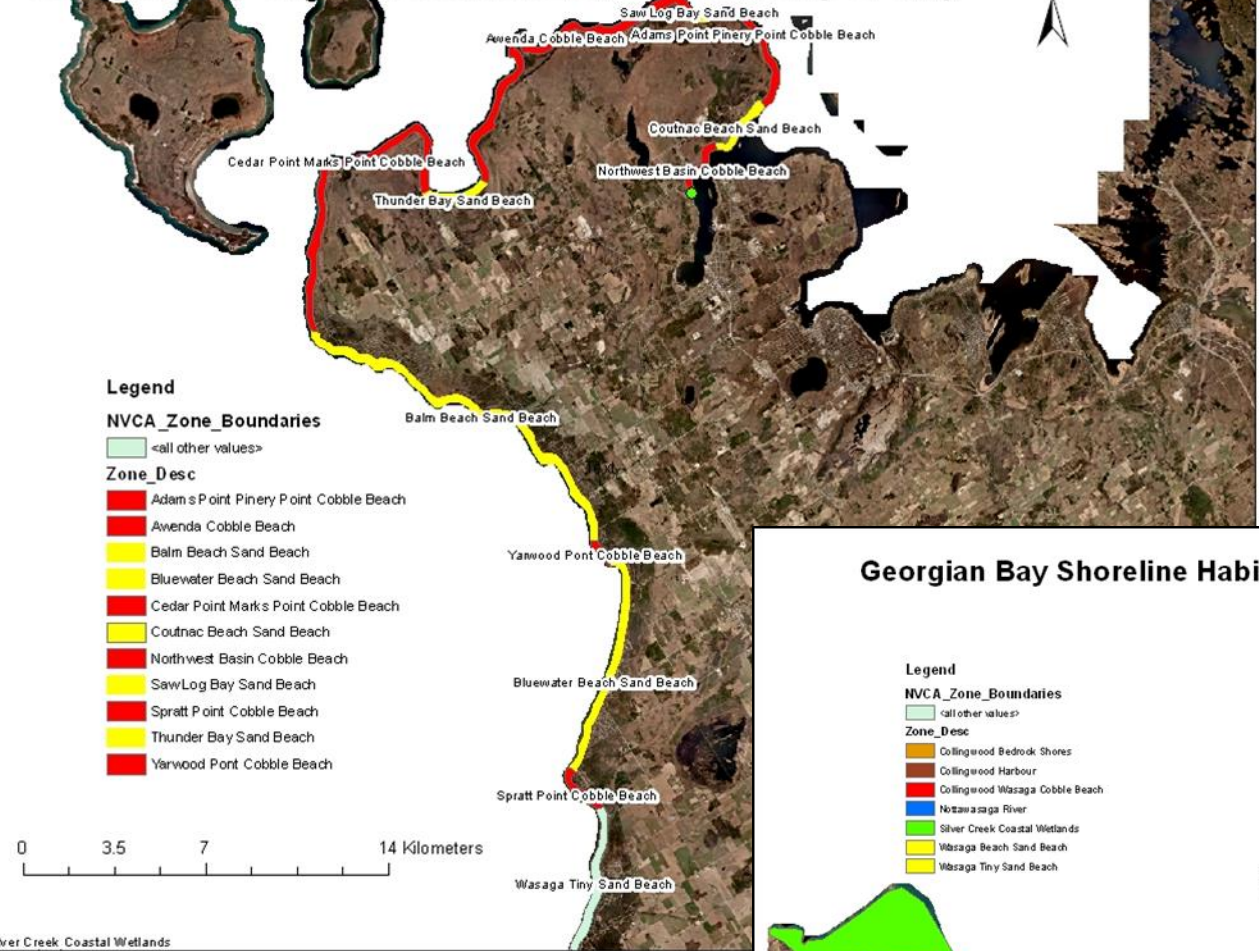 Saw Log Bay Sand Beach
Awenda Cobble Beach
Adams Point Pinery Point Cobble Beach
Coutnac Beach Sand Beach
Cedar Point Marks Point Cobble Beach
Northwest Basin Cobble Beach
Thunder Bay Sand Beach
Legend
NVCA_Zone_Boundaries
<all other values>
Zone_Desc
Adams Point Pinery Point Cobble Beach
Awenda Cobble Beach
Balm Beach Sand Beach
Bluewater Beach Sand Beach
Cedar Point Marks Point Cobble Beach
Coutnac Beach Sand Beach
Northwest Basin Cobble Beach
Saw Log Bay Sand Beach
Spratt Point Cobble Beach
Thunder Bay Sand Beach
Yarwood Pont Cobble Beach
Balm Beach Sand Beach
Yarwood Pont Cobble Beach
Bluewater Beach Sand Beach
Spratt Point Cobble Beach
Wasaga Tiny Sand Beach
0 3.5 7 14 Kilometers
ver Creek Coastal Wetlands
Georgian Bay Shoreline Habi
Legend
NVCA_Zone_Boundaries
<all other values>
Zone_Desc
Collingwood Bedrock Shores
Collingwood Harbour
Collingwood Wasaga Cobble Beach
Nottawasaga River
Silver Creek Coastal Wetlands
Wasaga Beach Sand Beach
Wasaga Tiny Sand Beach